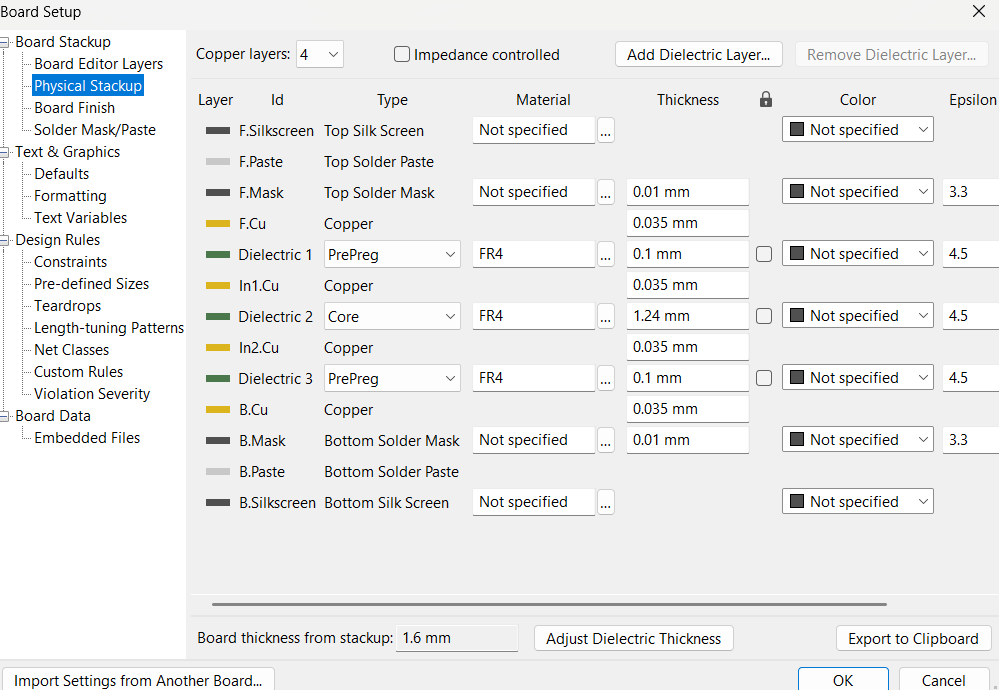 Board Setup
Board Stackup
Board Editor Layers
Physical Stackup
Board Finish
Solder Mask/Paste
Text & Graphics
Defaults
Formatting
Text Variables
Design Rules
Constraints
Pre-defined Sizes
Teardrops
Length-tuning Patterns
Net Classes
Custom Rules
Violation Severity
Board Data
Embedded Files
Copper layers: 4 Impedance controlled Add Dielectric Layer... Remove Dielectric Layer...
Layer Id Type Material Thickness Color Epsilon
F.Silkscreen Top Silk Screen Not specified ... Not specified
F.Paste Top Solder Paste
F.Mask Top Solder Mask Not specified ... 0.01 mm Not specified 3.3
F.Cu Copper 0.035 mm
Dielectric 1 PrePreg FR4 ... 0.1 mm Not specified 4.5
In1.Cu Copper 0.035 mm
Dielectric 2 Core FR4 ... 1.24 mm Not specified 4.5
In2.Cu Copper 0.035 mm
Dielectric 3 PrePreg FR4 ... 0.1 mm Not specified 4.5
B.Cu Copper 0.035 mm
B.Mask Bottom Solder Mask Not specified ... 0.01 mm Not specified 3.3
B.Paste Bottom Solder Paste
B.Silkscreen Bottom Silk Screen Not specified ... Not specified
Board thickness from stackup: 1.6 mm Adjust Dielectric Thickness Export to Clipboard
Import Settings from Another Board... OK Cancel